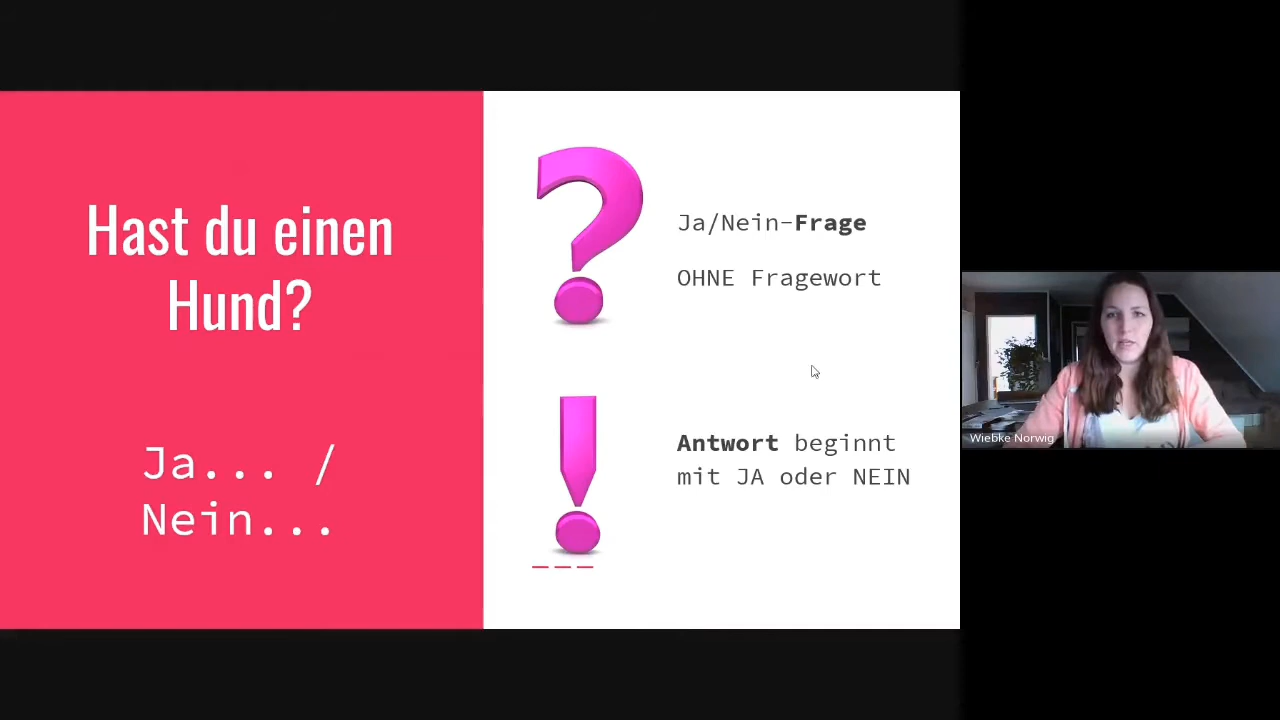 Hast du einen
Hund?
Ja... /
Nein...
Ja/Nein-Frage
OHNE Fragewort
Antwort beginnt
mit JA oder NEIN
Wiebke Norwig